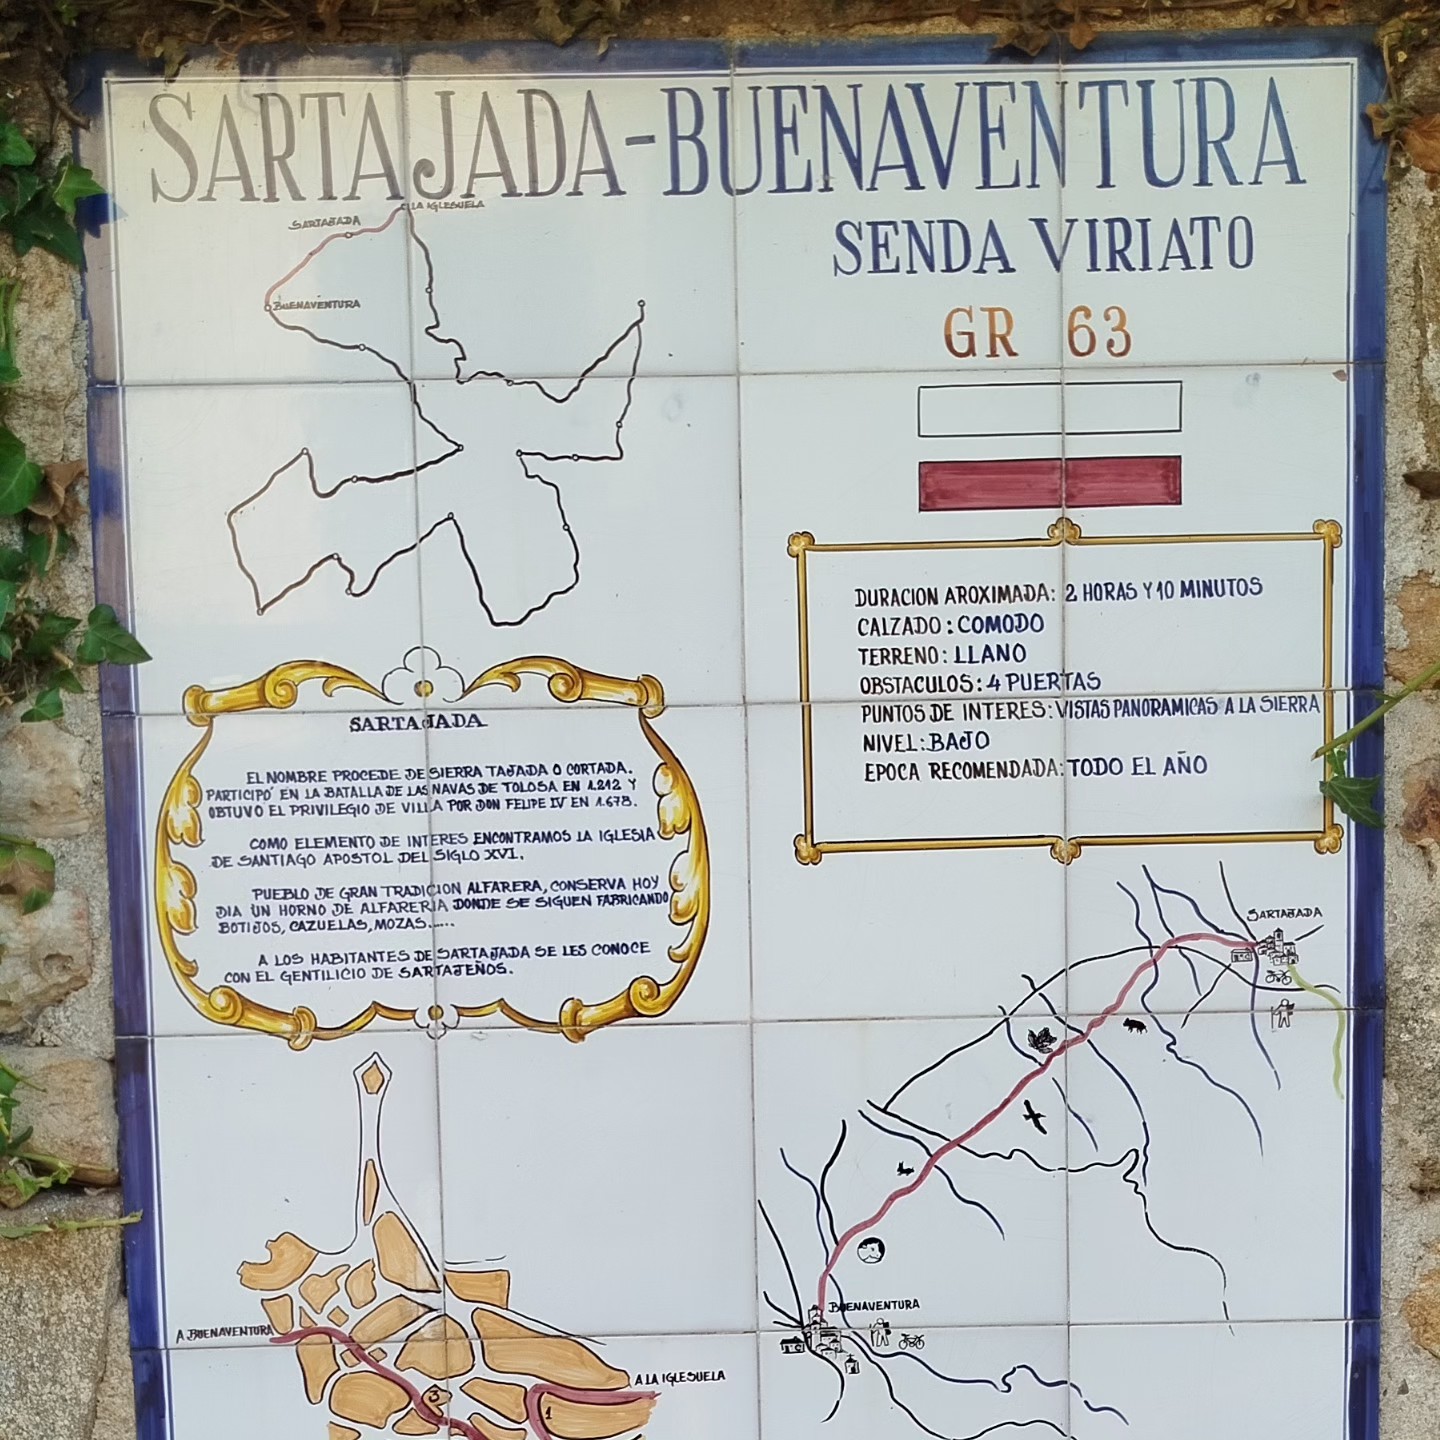 SARTAJADA-BUENAVENTURA
SENDA VIRIATO
GR 63
A LA IGLESUELA
SARTAJADA
BUENAVENTURA
DURACION AROXIMADA: 2 HORAS Y 10 MINUTOS
CALZADO: COMODO
TERRENO: LLANO
OBSTACULOS: 4 PUERTAS
PUNTOS DE INTERES: VISTAS PANORAMICAS A LA SIERRA
NIVEL: BAJO
EPOCA RECOMENDADA: TODO EL AÑO
SARTAJADA
EL NOMBRE PROCEDE DE SIERRA TAJADA O CORTADA.
PARTICIPO´ EN LA BATALLA DE LAS NAVAS DE TOLOSA EN 1.212 Y
OBTUVO EL PRIVILEGIO DE VILLA POR DON FELIPE IV EN 1.678.
COMO ELEMENTO DE INTERES ENCONTRAMOS LA IGLESIA
DE SANTIAGO APOSTOL DEL SIGLO XVI.
PUEBLO DE GRAN TRADICION ALFARERA, CONSERVA HOY
DIA UN HORNO DE ALFARERIA DONDE SE SIGUEN FABRICANDO
BOTIJOS, CAZUELAS, MOZAS.....
A LOS HABITANTES DE SARTAJADA SE LES CONOCE
CON EL GENTILICIO DE SARTAJEÑOS.
SARTAJADA
BUENAVENTURA
A BUENAVENTURA
A LA IGLESUELA
3
1